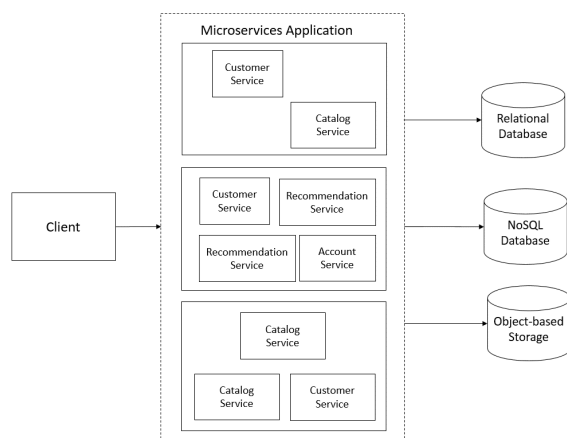 Microservices Application
Customer
Service
Catalog
Service
Relational
Database
Client
Customer
Service
Recommendation
Service
Recommendation
Service
Account
Service
NoSQL
Database
Catalog
Service
Catalog
Service
Customer
Service
Object-based
Storage